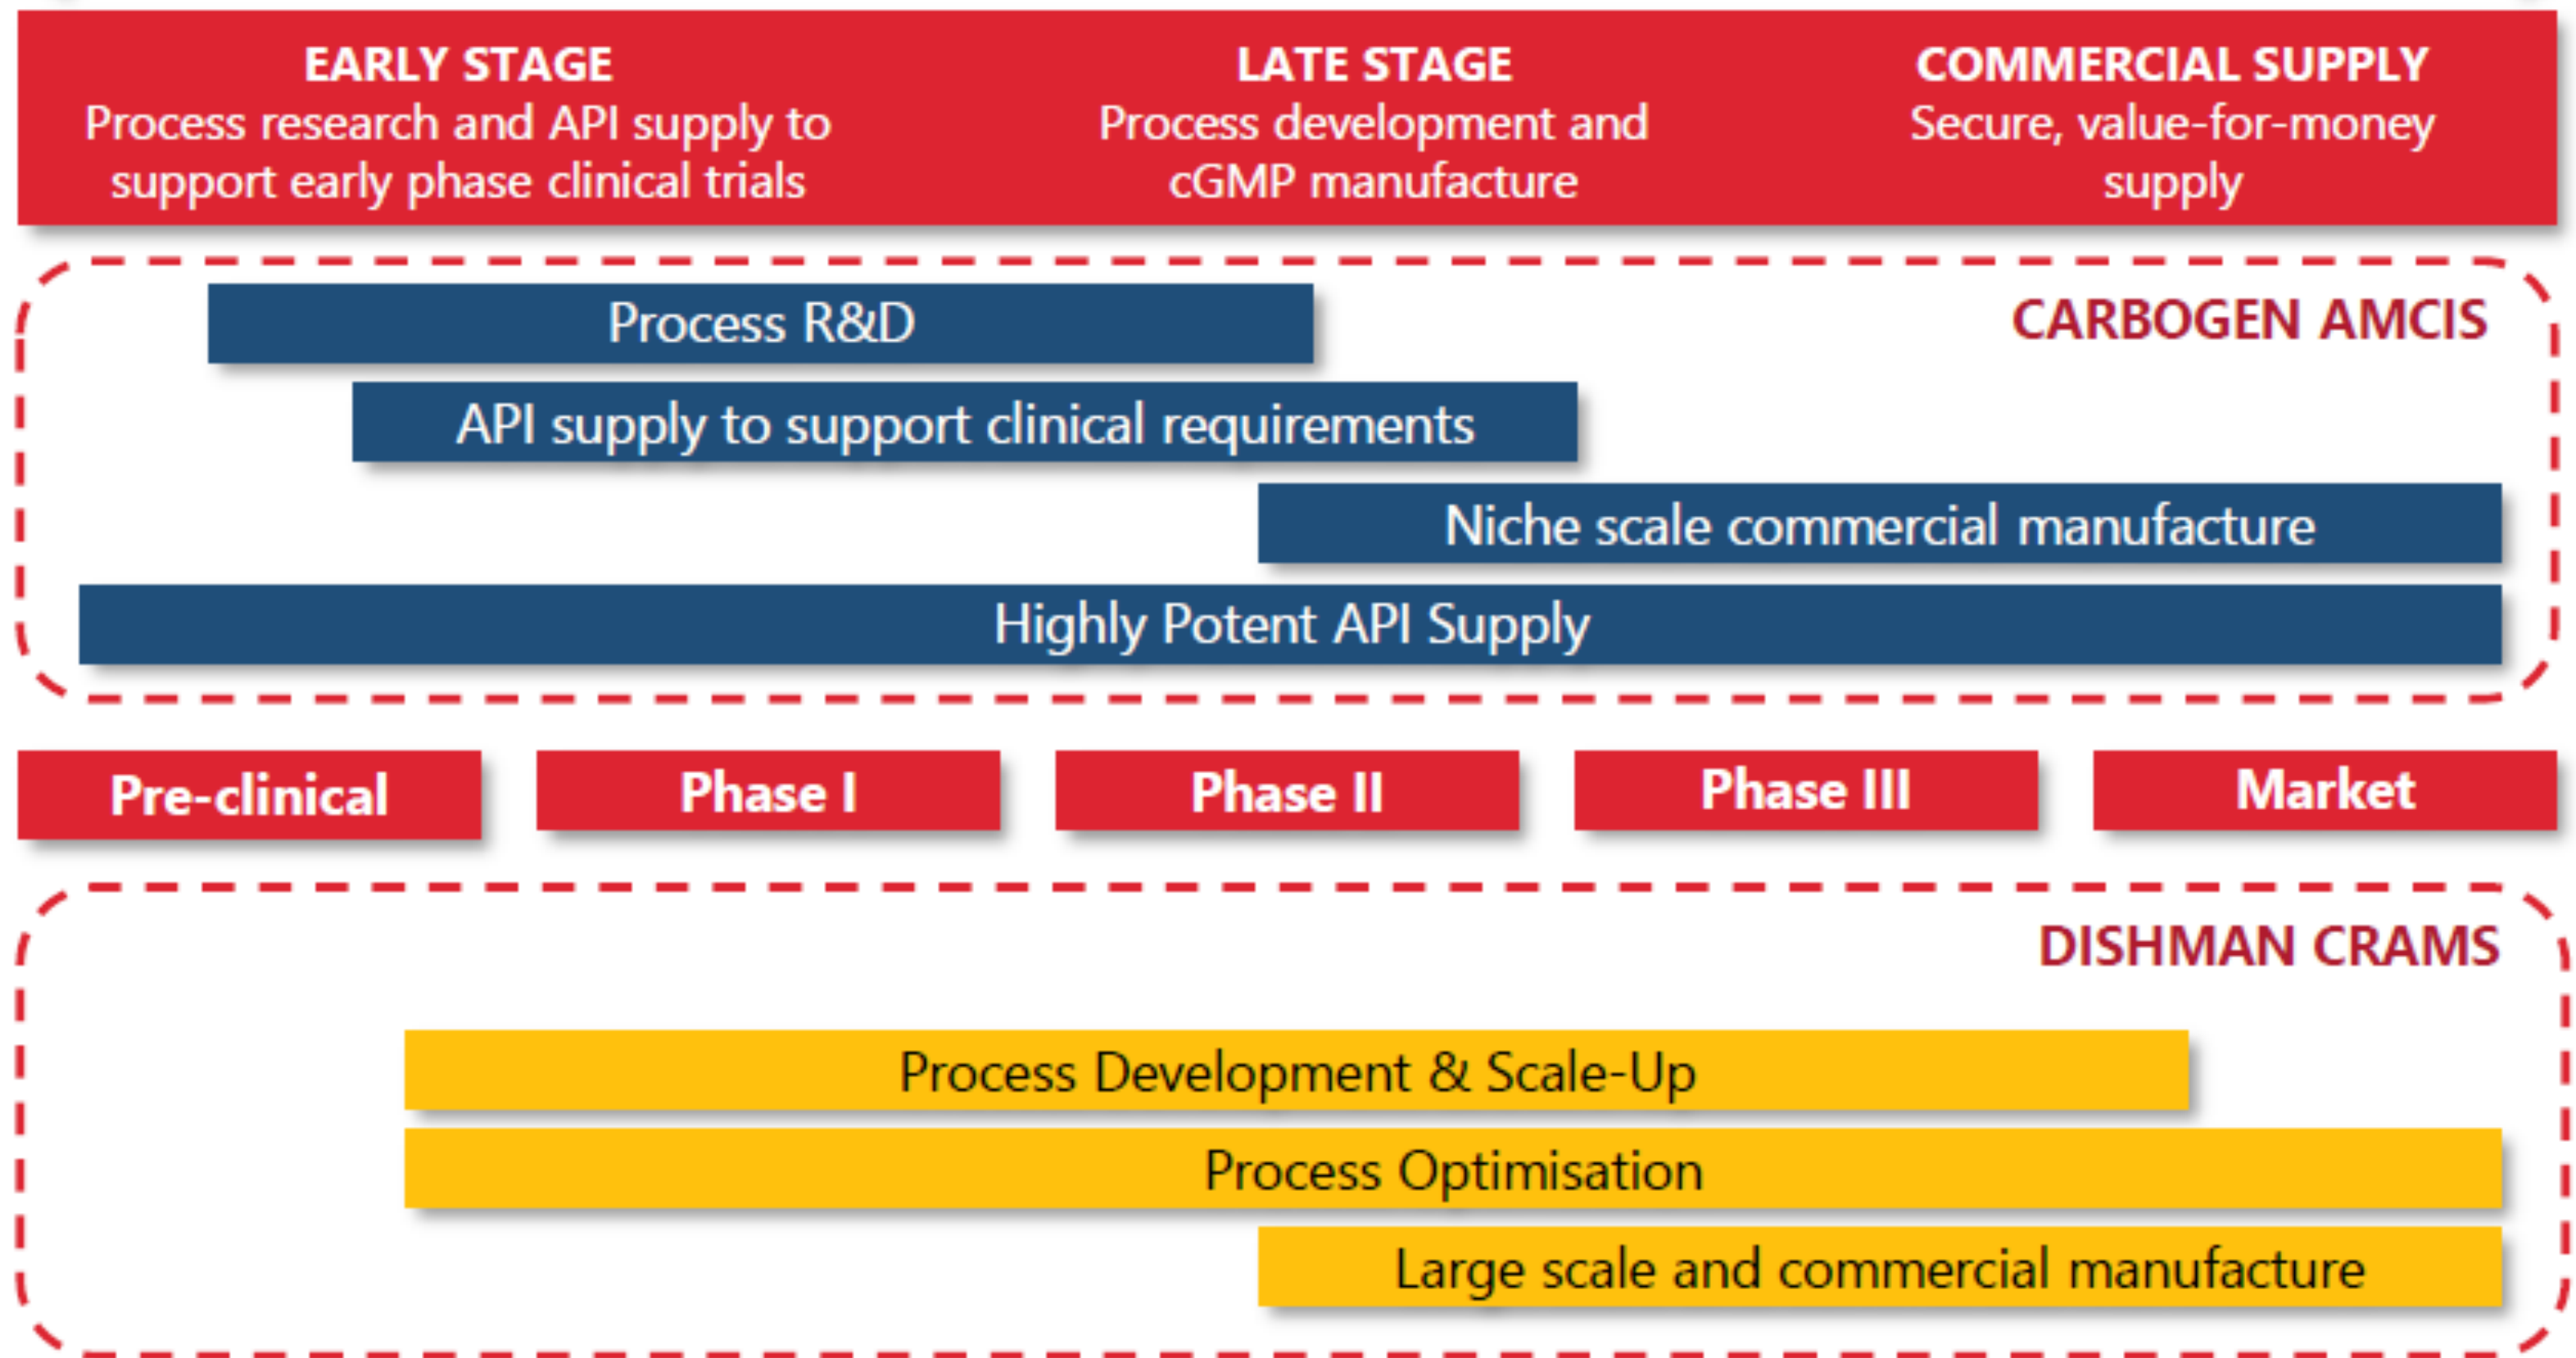 EARLY STAGE
Process research and API supply to
support early phase clinical trials
LATE STAGE
Process development and
cGMP manufacture
COMMERCIAL SUPPLY
Secure, value-for-money
supply
CARBOGEN AMCIS
Process R&D
API supply to support clinical requirements
Niche scale commercial manufacture
Highly Potent API Supply
Pre-clinical
Phase I
Phase II
Phase III
Market
DISHMAN CRAMS
Process Development & Scale-Up
Process Optimisation
Large scale and commercial manufacture